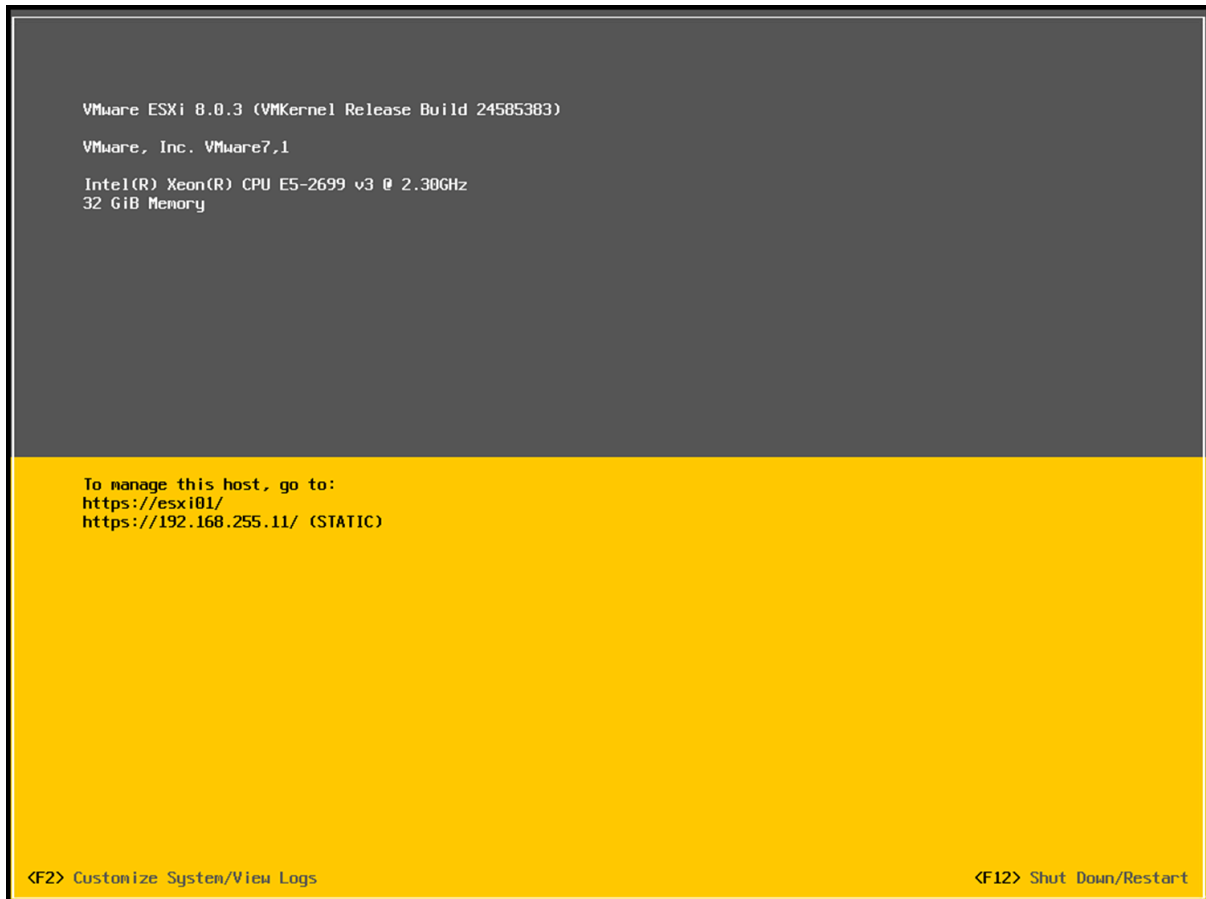 VMware ESXi 8.0.3 (VMKernel Release Build 24585383)
VMware, Inc. VMware7,1
Intel(R) Xeon(R) CPU E5-2699 v3 @ 2.30GHz
32 GiB Memory
To manage this host, go to:
https://esxi01/
https://192.168.255.11/ (STATIC)
<F2> Customize System/View Logs
<F12> Shut Down/Restart